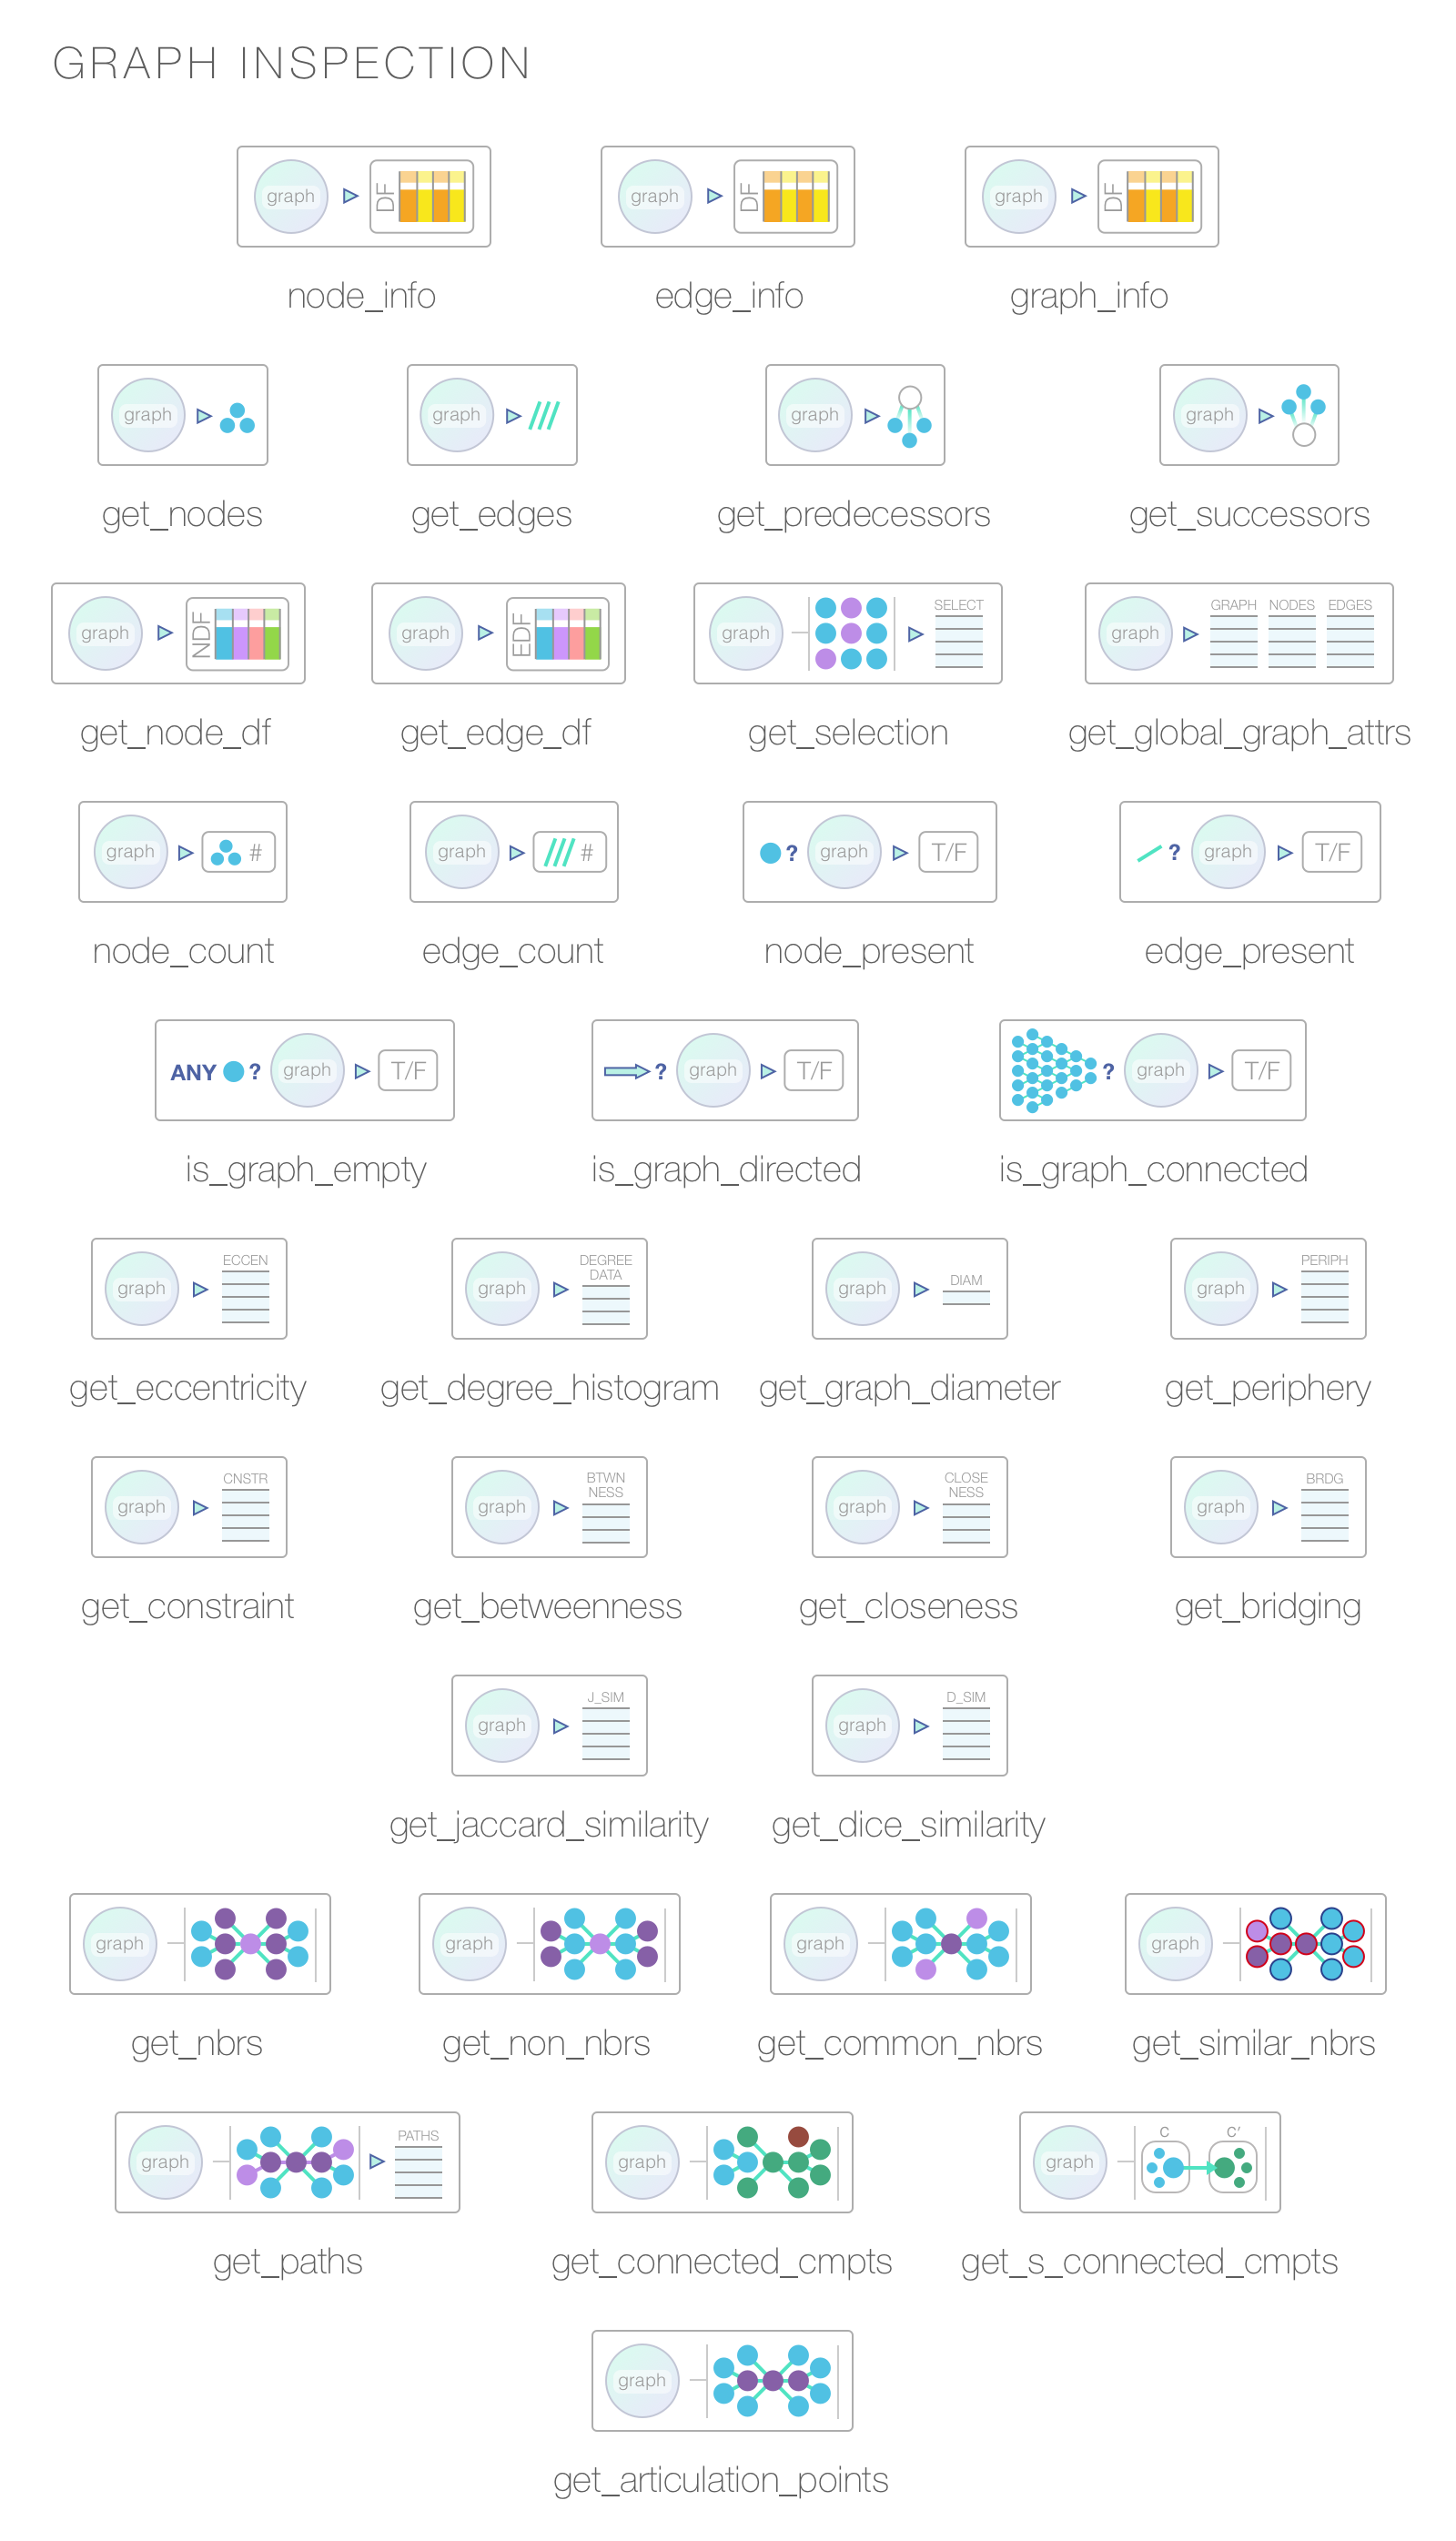 GRAPH INSPECTION
graph DF graph DF graph DF
node_info edge_info graph_info
graph graph graph graph
get_nodes get_edges get_predecessors get_successors
graph NDF graph EDF graph SELECT graph GRAPH NODES EDGES
get_node_df get_edge_df get_selection get_global_graph_attrs
graph # graph # ? graph T/F ? graph T/F
node_count edge_count node_present edge_present
ANY ? graph T/F ? graph T/F ? graph T/F
is_graph_empty is_graph_directed is_graph_connected
graph ECCEN graph DEGREE DATA graph DIAM graph PERIPH
get_eccentricity get_degree_histogram get_graph_diameter get_periphery
graph CNSTR graph BTWN NESS graph CLOSE NESS graph BRDG
get_constraint get_betweenness get_closeness get_bridging
graph J_SIM graph D_SIM
get_jaccard_similarity get_dice_similarity
graph graph graph graph
get_nbrs get_non_nbrs get_common_nbrs get_similar_nbrs
graph PATHS graph graph C C′
get_paths get_connected_cmpts get_s_connected_cmpts
graph
get_articulation_points